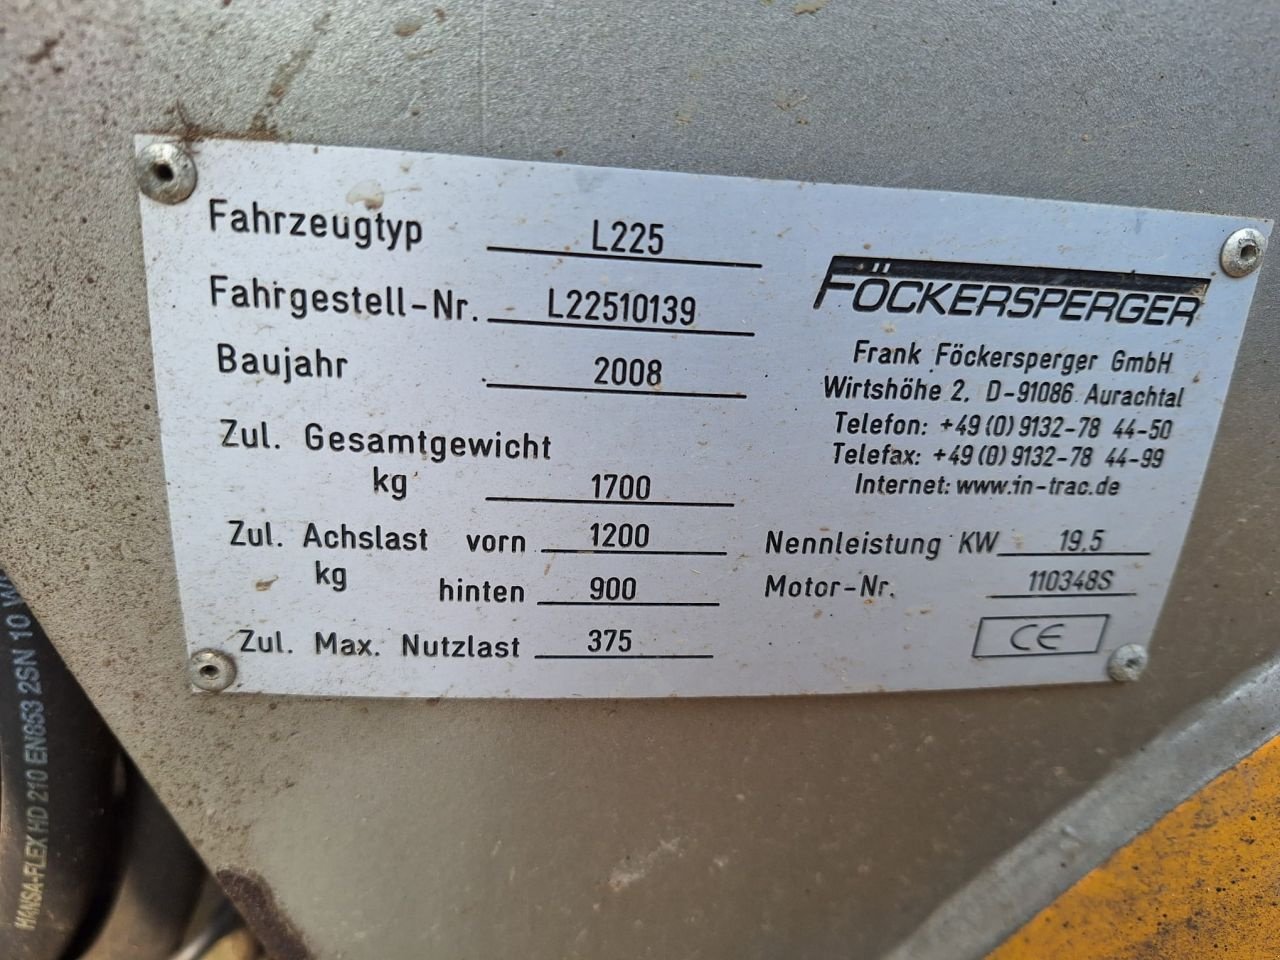 Fahrzeugtyp L225
Fahrgestell-Nr. L22510139
Baujahr 2008
Zul. Gesamtgewicht
kg 1700
Zul. Achslast vorn 1200
kg hinten 900
Zul. Max. Nutzlast 375
FÖCKERSPERGER
Frank Föckersperger GmbH
Wirtshöhe 2, D-91086 Aurachtal
Telefon: +49(0)9132-78 44-50
Telefax: +49(0)9132-78 44-99
Internet: www.in-trac.de
Nennleistung KW 19.5
Motor-Nr. 110348S
CE
HANSA-FLEX HD 210 EN853 2SN 10